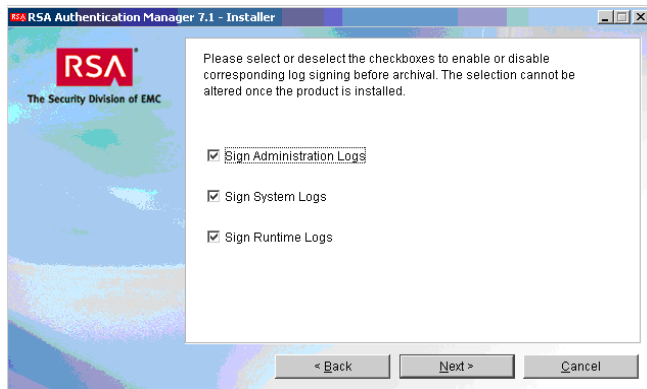 RSA Authentication Manager 7.1 - Installer
RSA
The Security Division of EMC
Please select or deselect the checkboxes to enable or disable
corresponding log signing before archival. The selection cannot be
altered once the product is installed.
Sign Administration Logs
Sign System Logs
Sign Runtime Logs
< Back
Next >
Cancel